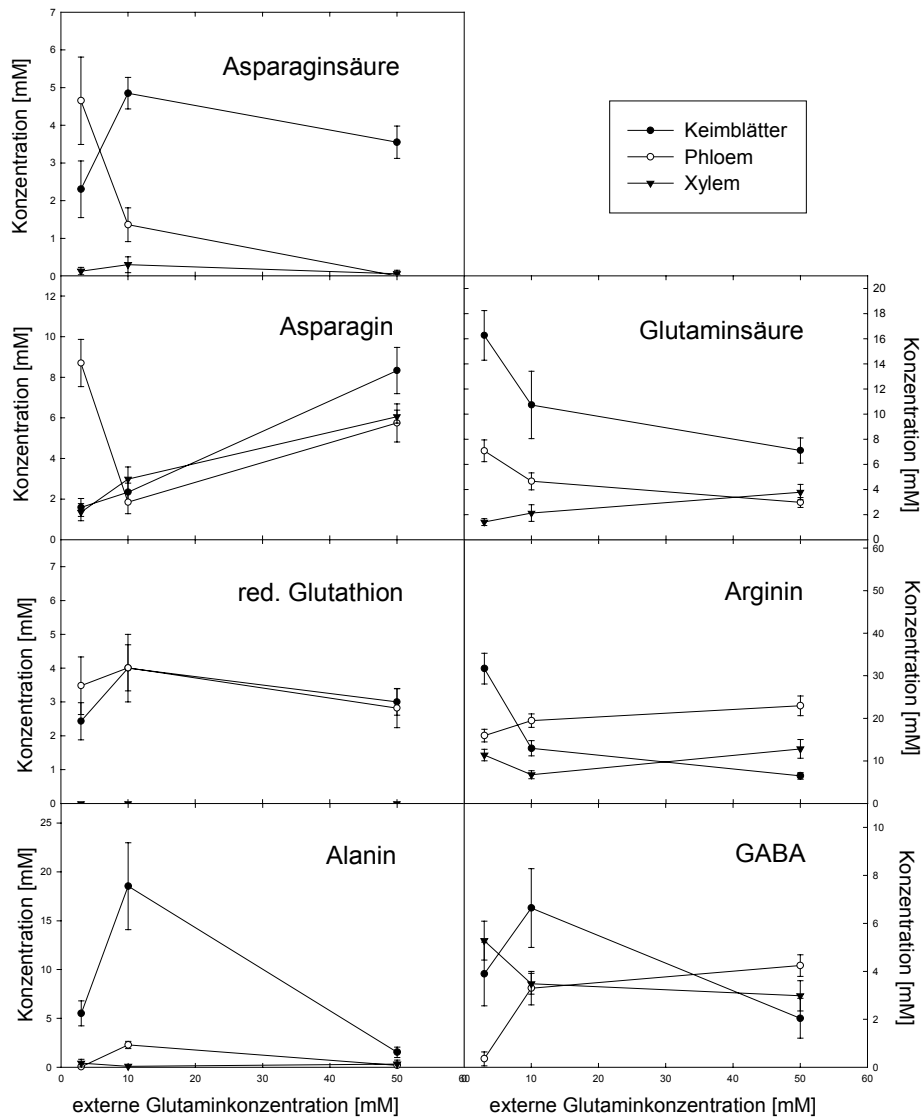 7
6
5
4
3
2
1
0
Konzentration [mM]
Asparaginsäure
Keimblätter
Phloem
Xylem
12
10
8
6
4
2
0
Konzentration [mM]
Asparagin
Glutaminsäure
20
18
16
14
12
10
8
6
4
2
0
Konzentration [mM]
7
6
5
4
3
2
1
0
Konzentration [mM]
red. Glutathion
Arginin
60
50
40
30
20
10
0
Konzentration [mM]
25
20
15
10
5
0
Konzentration [mM]
Alanin
GABA
10
8
6
4
2
0
Konzentration [mM]
0 10 20 30 40 50 60
0 10 20 30 40 50 60
externe Glutaminkonzentration [mM]
externe Glutaminkonzentration [mM]